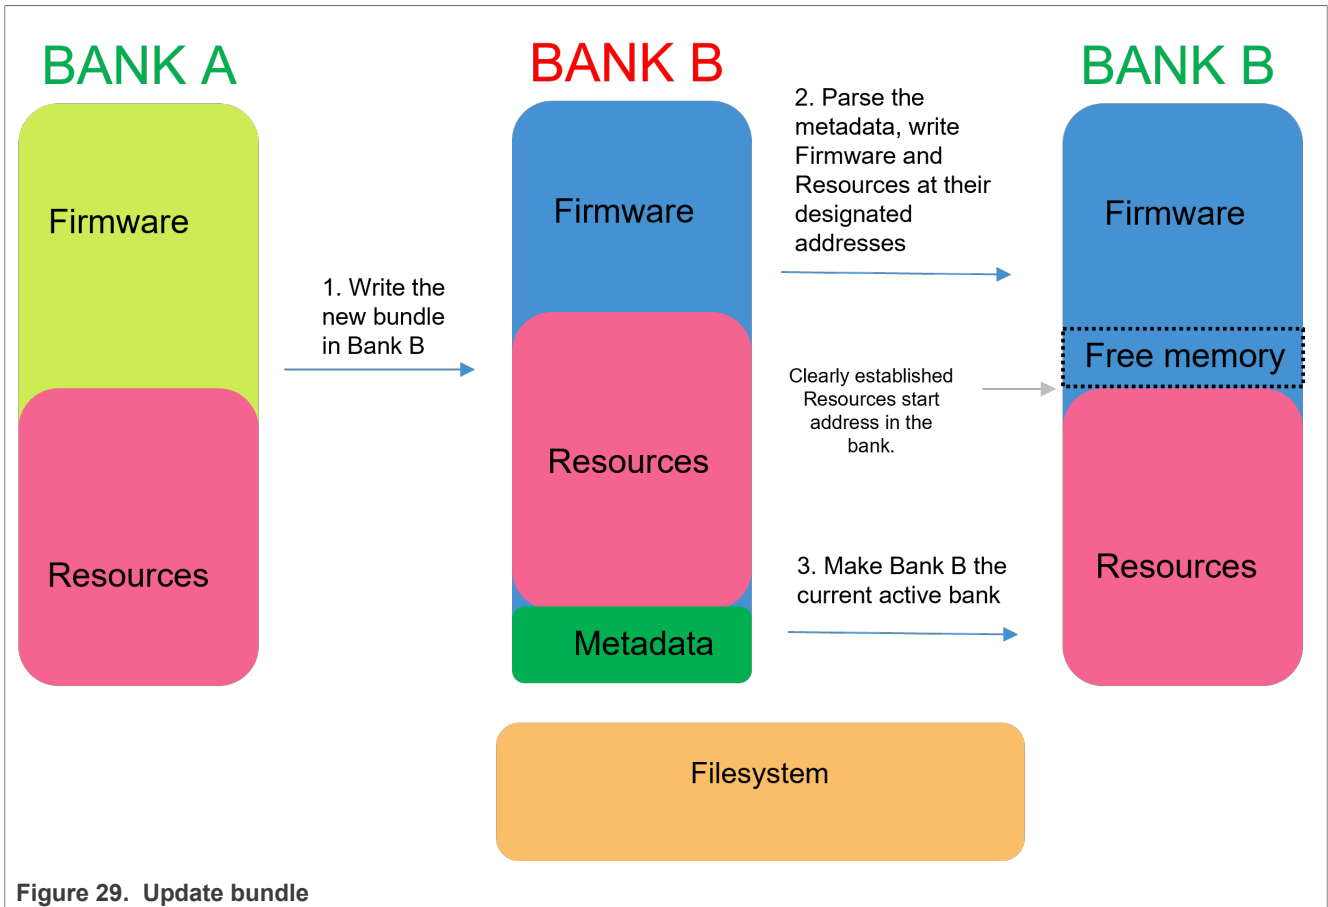 BANK A
Firmware
Resources
1. Write the
new bundle
in Bank B
BANK B
Firmware
Resources
Metadata
2. Parse the
metadata, write
Firmware and
Resources at their
designated
addresses
Clearly established
Resources start
address in the
bank.
3. Make Bank B the
current active bank
BANK B
Firmware
Free memory
Resources
Filesystem
Figure 29. Update bundle